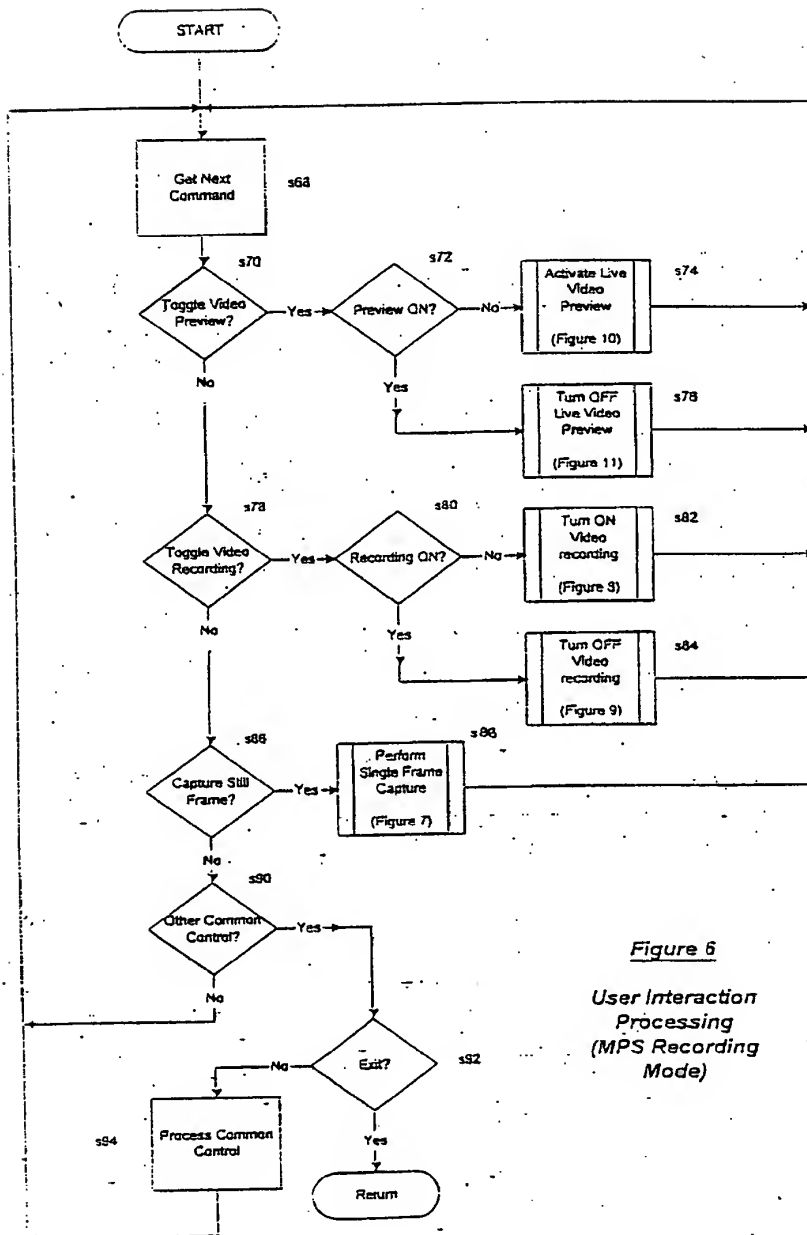 START
Get Next
Command
s68
s70
Toggle Video
Preview?
Yes
No
s72
Preview ON?
No
Yes
Activate Live
Video
Preview
(Figure 10)
s74
Turn OFF
Live Video
Preview
(Figure 11)
s78
s78
Toggle Video
Recording?
Yes
No
s80
Recording ON?
No
Yes
Turn ON
Video
recording
(Figure 8)
s82
Turn OFF
Video
recording
(Figure 9)
s84
s86
Capture Still
Frame?
Yes
No
s88
Perform
Single Frame
Capture
(Figure 7)
s90
Other Common
Control?
Yes
No
s92
Exit?
No
Yes
s94
Process Common
Control
Return
Figure 6
User Interaction
Processing
(MPS Recording
Mode)